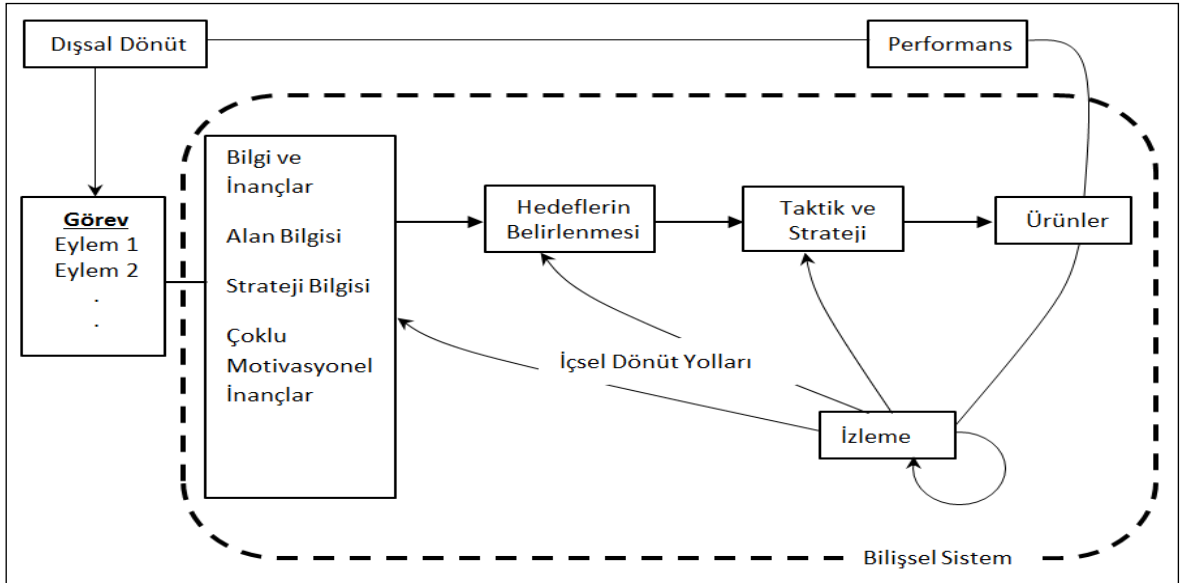 Dışsal Dönüt
Performans
Görev
Eylem 1
Eylem 2
.
.
Bilgi ve
İnançlar
Alan Bilgisi
Strateji Bilgisi
Çoklu
Motivasyonel
İnançlar
Hedeflerin
Belirlenmesi
Taktik ve
Strateji
Ürünler
İçsel Dönüt Yolları
İzleme
Bilişsel Sistem